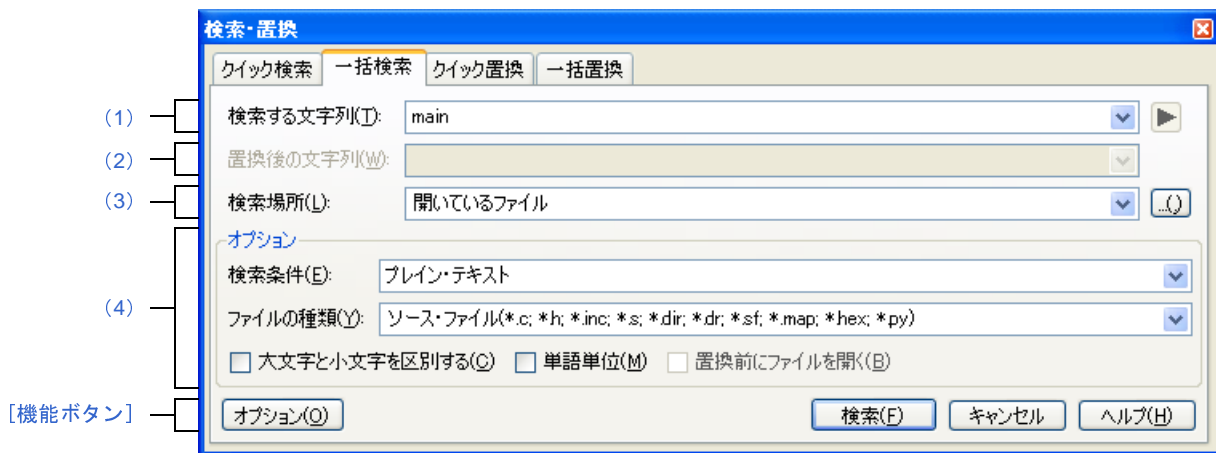 検索・置換
クイック検索 一括検索 クイック置換 一括置換
(1) 検索する文字列(T): main
(2) 置換後の文字列(W):
(3) 検索場所(L): 開いているファイル ...()
オプション
検索条件(E): プレイン・テキスト
(4) ファイルの種類(Y): ソース・ファイル(*.c; *.h; *.inc; *.s; *.dir; *.dr; *.sf; *.map; *.hex; *.py)
大文字と小文字を区別する(C) 単語単位(M) 置換前にファイルを開く(B)
[機能ボタン] オプション(O) 検索(F) キャンセル ヘルプ(H)